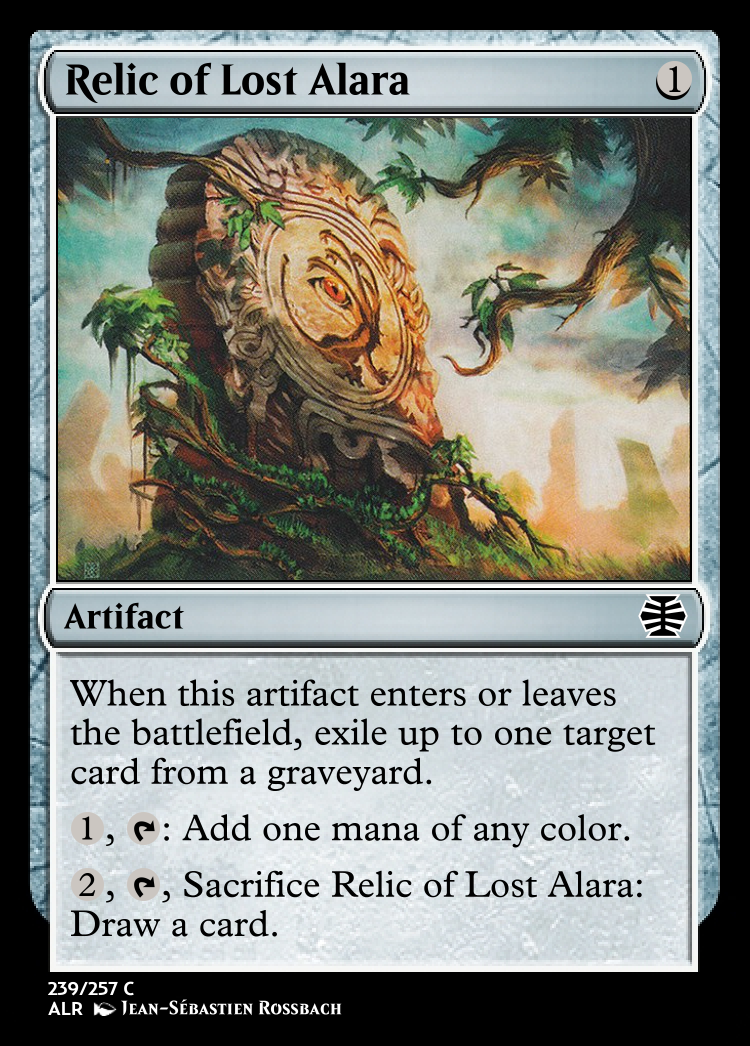 Relic of Lost Alara
1
Artifact
When this artifact enters or leaves
the battlefield, exile up to one target
card from a graveyard.
1, : Add one mana of any color.
2, , Sacrifice Relic of Lost Alara:
Draw a card.
239/257 C
ALR Jean-Sébastien Rossbach